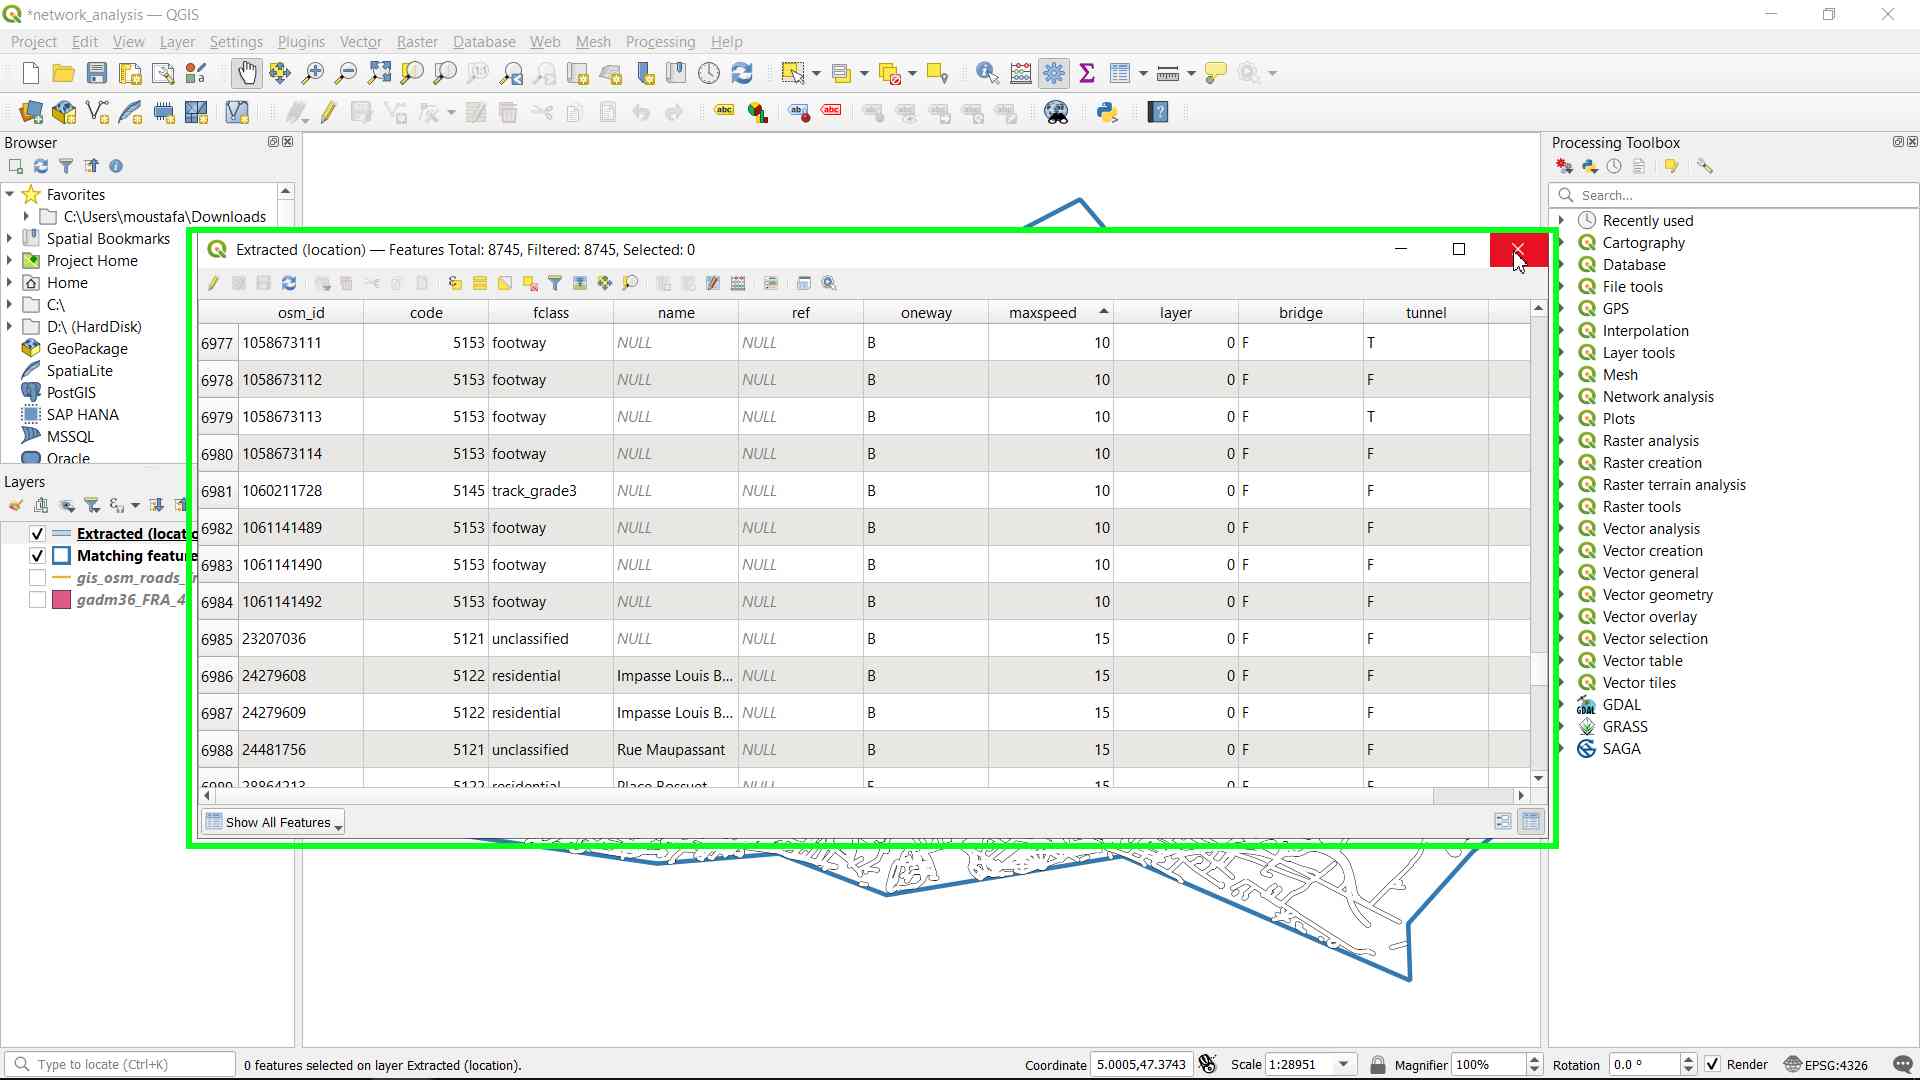 *network_analysis — QGIS
Project Edit View Layer Settings Plugins Vector Raster Database Web Mesh Processing Help
Browser
Favorites
C:\Users\moustafa\Downloads
Spatial Bookmarks
Project Home
Home
C:\
D:\ (HardDisk)
GeoPackage
SpatiaLite
PostGIS
SAP HANA
MSSQL
Oracle
Layers
Extracted (locatio
Matching feature
gis_osm_roads_
gadm36_FRA_4
Extracted (location) — Features Total: 8745, Filtered: 8745, Selected: 0
osm_id code fclass name ref oneway maxspeed layer bridge tunnel
6977 1058673111 5153 footway NULL NULL B 10 0 F T
6978 1058673112 5153 footway NULL NULL B 10 0 F F
6979 1058673113 5153 footway NULL NULL B 10 0 F T
6980 1058673114 5153 footway NULL NULL B 10 0 F F
6981 1060211728 5145 track_grade3 NULL NULL B 10 0 F F
6982 1061141489 5153 footway NULL NULL B 10 0 F F
6983 1061141490 5153 footway NULL NULL B 10 0 F F
6984 1061141492 5153 footway NULL NULL B 10 0 F F
6985 23207036 5121 unclassified NULL NULL B 15 0 F F
6986 24279608 5122 residential Impasse Louis B... NULL B 15 0 F F
6987 24279609 5122 residential Impasse Louis B... NULL B 15 0 F F
6988 24481756 5121 unclassified Rue Maupassant NULL B 15 0 F F
6989 28864213 5122 residential Place Bossuet NULL F 15 0 F F
Show All Features
Processing Toolbox
Search...
Recently used
Cartography
Database
File tools
GPS
Interpolation
Layer tools
Mesh
Network analysis
Plots
Raster analysis
Raster creation
Raster terrain analysis
Raster tools
Vector analysis
Vector creation
Vector general
Vector geometry
Vector overlay
Vector selection
Vector table
Vector tiles
GDAL
GRASS
SAGA
Type to locate (Ctrl+K) 0 features selected on layer Extracted (location). Coordinate 5.0005,47.3743 Scale 1:28951 Magnifier 100% Rotation 0.0 ° Render EPSG:4326